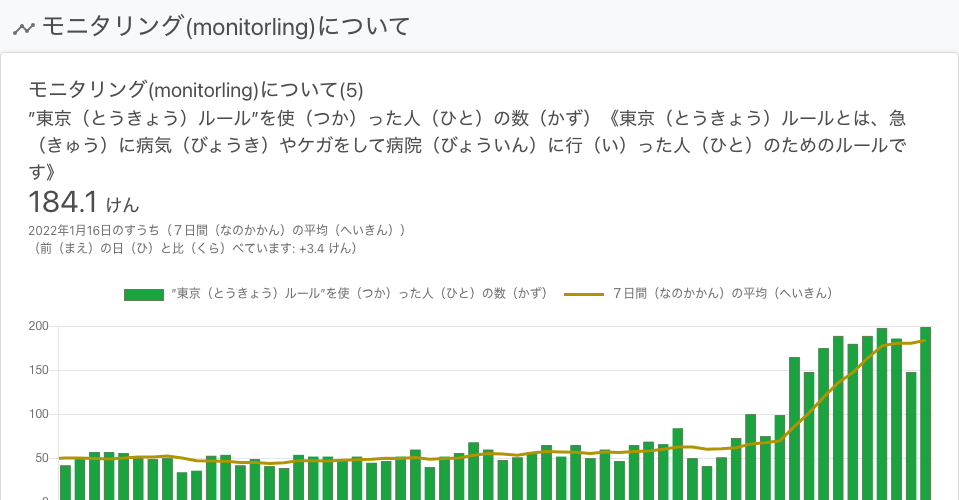 モニタリング(monitorling)について
モニタリング(monitorling)について(5)
”東京（とうきょう）ルール”を使（つか）った人（ひと）の数（かず）《東京（とうきょう）ルールとは、急
（きゅう）に病気（びょうき）やケガをして病院（びょういん）に行（い）った人（ひと）のためのルールで
す》
184.1 けん
2022年1月16日のすうち（７日間（なのかかん）の平均（へいきん））
（前（まえ）の日（ひ）と比（くら）べています: +3.4 けん）
”東京（とうきょう）ルール”を使（つか）った人（ひと）の数（かず） ７日間（なのかかん）の平均（へいきん）
200
150
100
50
0